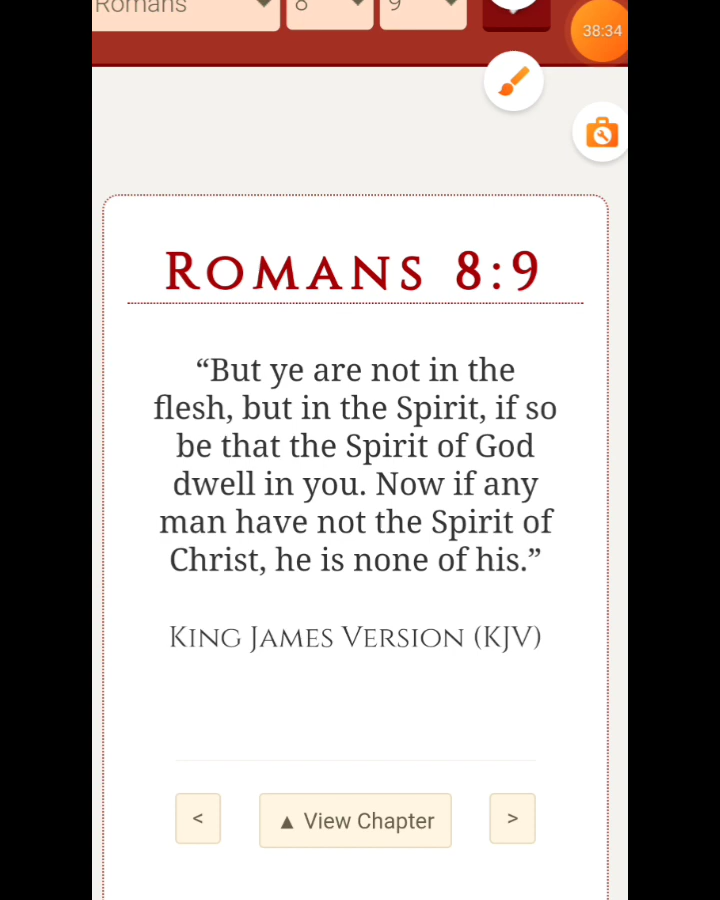 Romans 8 9
38:34
ROMANS 8:9
“But ye are not in the
flesh, but in the Spirit, if so
be that the Spirit of God
dwell in you. Now if any
man have not the Spirit of
Christ, he is none of his.”
KING JAMES VERSION (KJV)
< ▲ View Chapter >